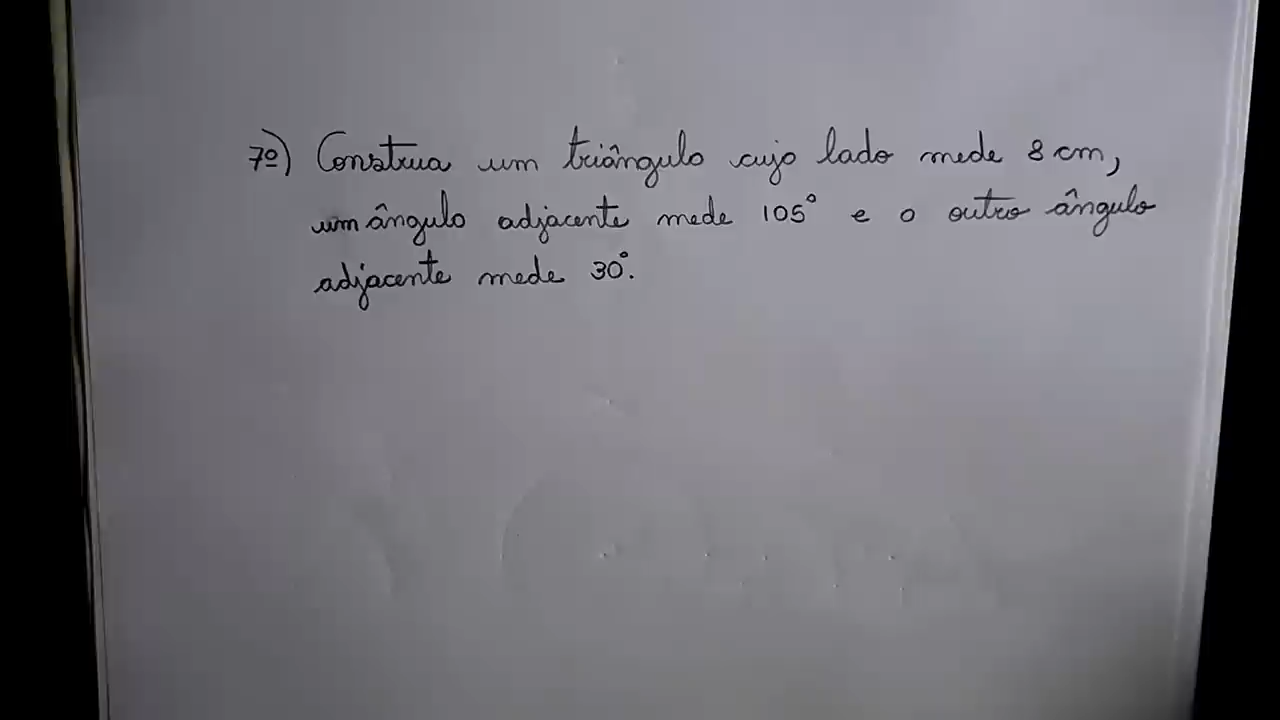 7º) Construa um triângulo cujo lado mede 8 cm,
um ângulo adjacente mede 105° e o outro ângulo
adjacente mede 30°.